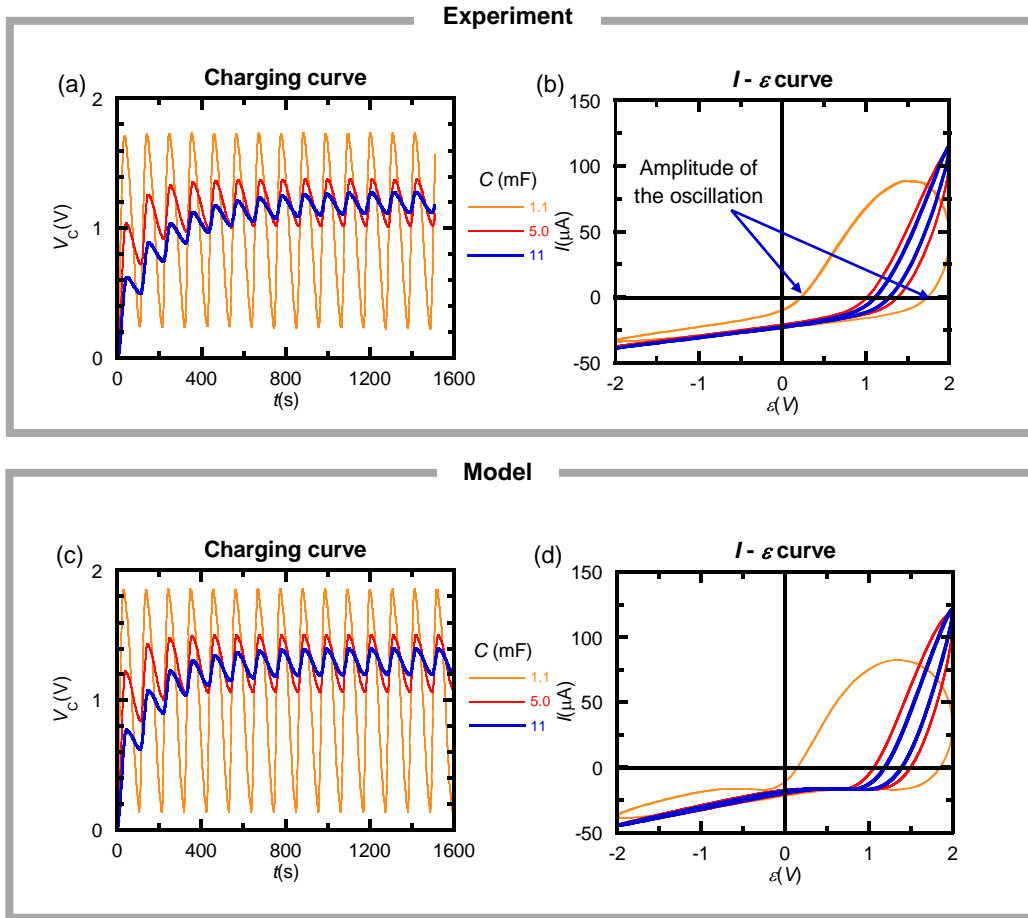 Experiment
(a)
Charging curve
2
1
0
V_C(V)
0
400
800
1200
1600
t(s)
C (mF)
1.1
5.0
11
(b)
I - ε curve
150
100
50
0
-50
I(μA)
Amplitude of
the oscillation
-2
-1
0
1
2
ε(V)
Model
(c)
Charging curve
2
1
0
V_C(V)
0
400
800
1200
1600
t(s)
C (mF)
1.1
5.0
11
(d)
I - ε curve
150
100
50
0
-50
I(μA)
-2
-1
0
1
2
ε(V)